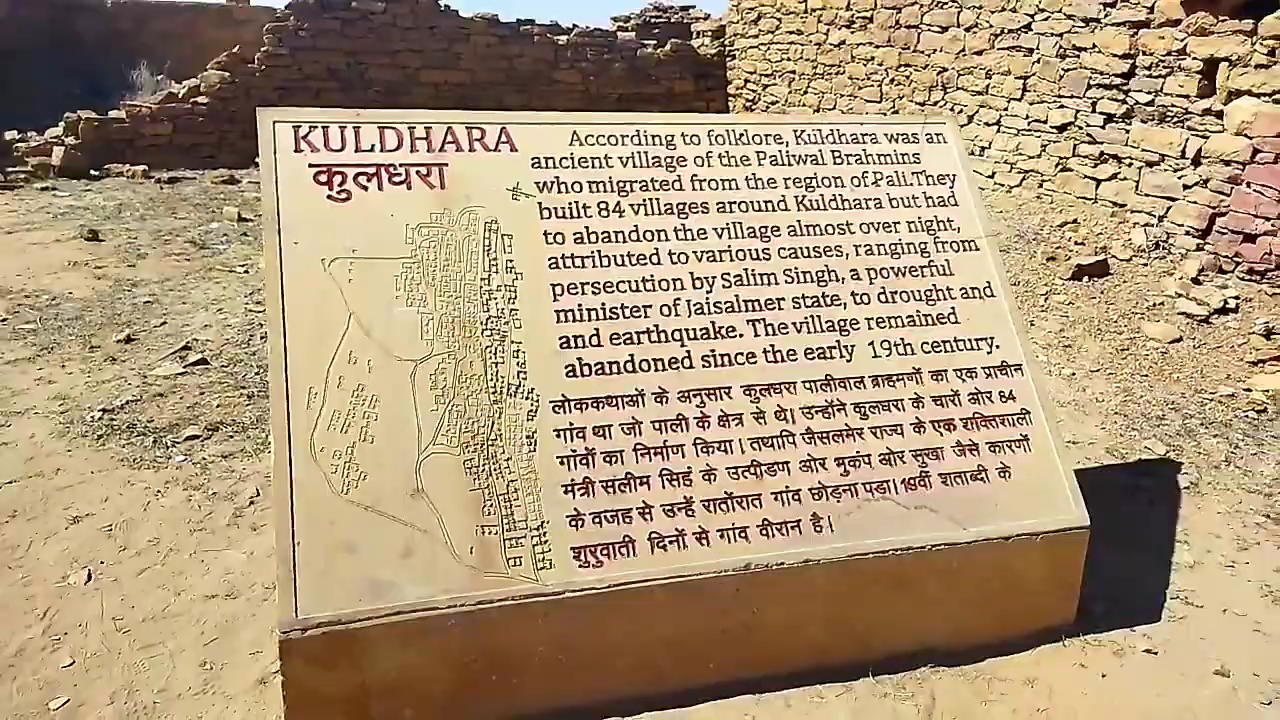 KULDHARA
कुलधरा
According to folklore, Kuldhara was an
ancient village of the Paliwal Brahmins
who migrated from the region of Pali. They
built 84 villages around Kuldhara but had
to abandon the village almost over night,
attributed to various causes, ranging from
persecution by Salim Singh, a powerful
minister of Jaisalmer state, to drought and
and earthquake. The village remained
abandoned since the early 19th century.
लोककथाओं के अनुसार कुलधरा पालीवाल ब्राहमणों का एक प्राचीन
गांव था जो पाली के क्षेत्र से थे। उन्होंने कुलधरा के चारों ओर 84
गांवों का निर्माण किया। तथापि जैसलमेर राज्य के एक शक्तिशाली
मंत्री सलीम सिहं के उत्पीडण ओर भुकंप ओर सुखा जैसे कारणों
के वजह से उन्हें रातोंरात गांव छोड़ना पडा। 19वीं शताब्दी के
शुरुवाती दिनों से गांव वीरान है।